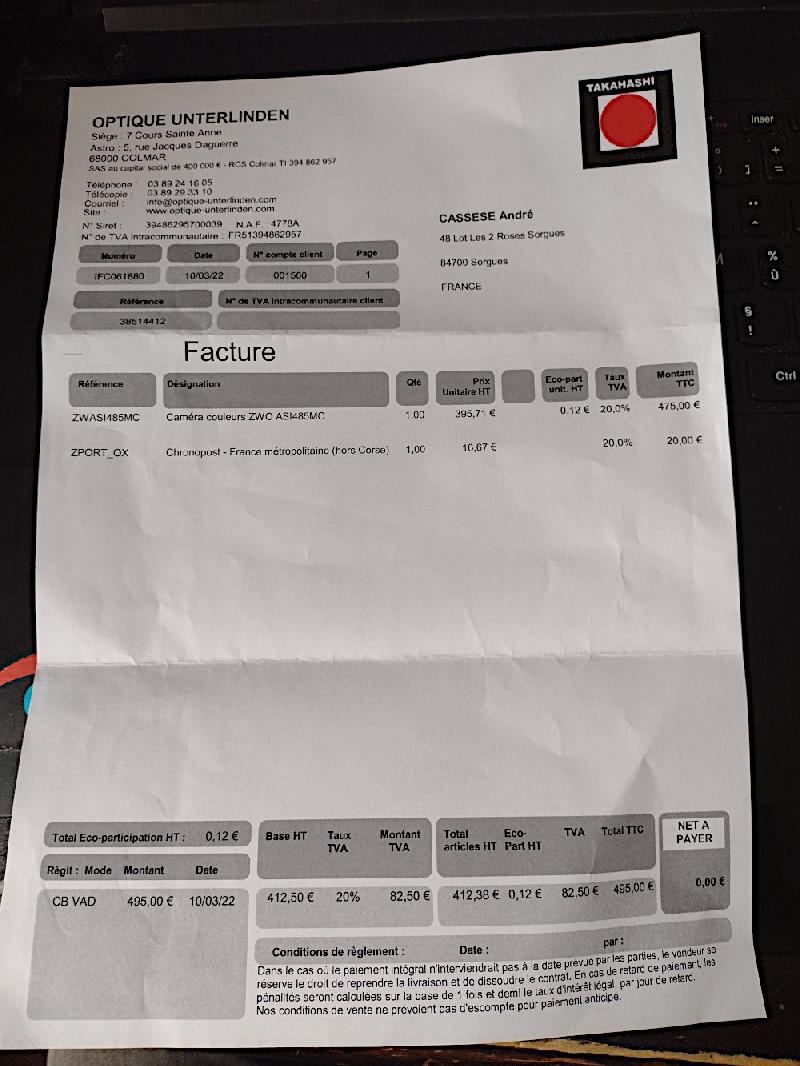 TAKAHASHI
OPTIQUE UNTERLINDEN
Siège : 7 Cours Sainte Anne
Astro : 5, rue Jacques Daguerre
68000 COLMAR
SAS au capital social de 400 000 € - RCS Colmar TI 394 862 957
Téléphone : 03 89 24 16 05
Télécopie : 03 89 29 33 10
Courriel : info@optique-unterlinden.com
Site : www.optique-unterlinden.com
N° Siret : 39486295700039 N.A.F. : 4778A
N° de TVA Intracommunautaire : FR51394862957
CASSESE André
48 Lot Les 2 Roses Sorgues
84700 Sorgues
FRANCE
Numéro Date N° compte client Page
IFC061880 10/03/22 1
Référence N° de TVA Intracommunautaire client
38514412
Facture
Référence Désignation Qté Prix Unitaire HT Eco-part unit. HT Taux TVA Montant TTC
ZWASI485MC Caméra couleurs ZWO ASI485MC 1,00 395,71 € 0,12 € 20,0% 475,00 €
ZPORT_OX Chronopost - France métropolitaine (hors Corse) 1,00 16,67 € 20,0% 20,00 €
Total Eco-participation HT : 0,12 €
Règlt : Mode Montant Date
CB VAD 495,00 € 10/03/22
Base HT Taux TVA Montant TVA
412,50 € 20% 82,50 €
Total articles HT Eco-Part HT TVA Total TTC
412,38 € 0,12 € 82,50 € 495,00 €
NET A PAYER
0,00 €
Conditions de règlement : Date : par :
Dans le cas où le paiement intégral n'interviendrait pas à la date prévue par les parties, le vendeur se
réserve le droit de reprendre la livraison et de dissoudre le contrat. En cas de retard de paiement, les
pénalités seront calculées sur la base de 1 fois et demi le taux d'intérêt légal, par jour de retard.
Nos conditions de vente ne prévoient pas d'escompte pour paiement anticipé.
inser
%
ù
§
!
Ctrl